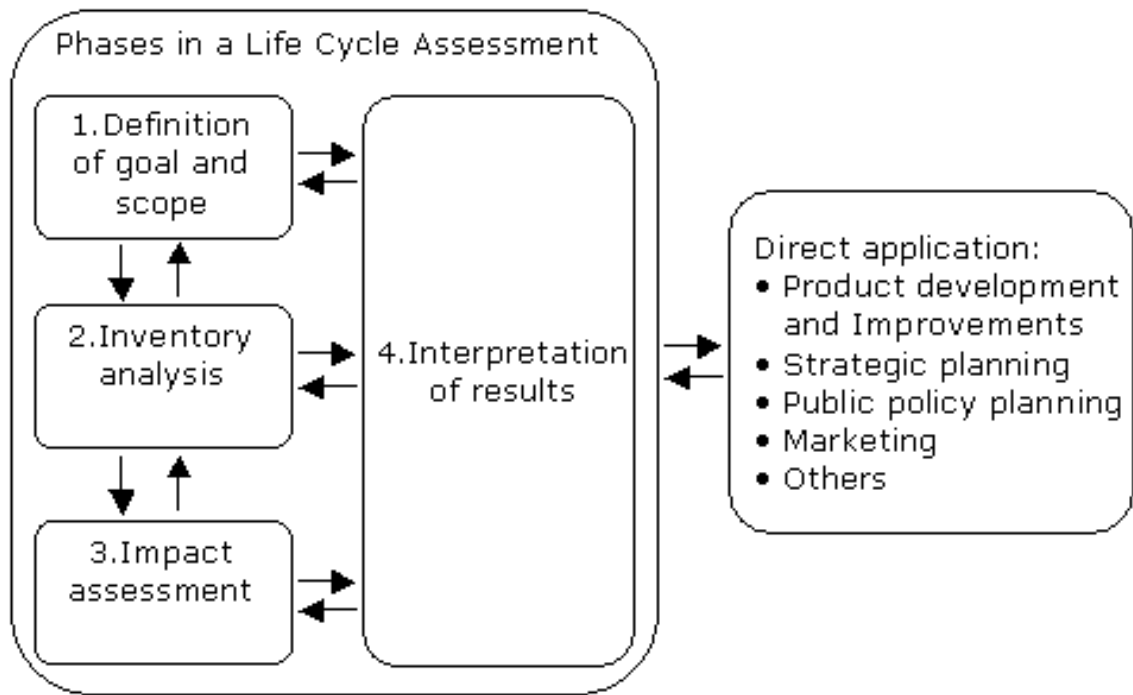 Phases in a Life Cycle Assessment
1.Definition
of goal and
scope
2.Inventory
analysis
3.Impact
assessment
4.Interpretation
of results
Direct application:
• Product development
and Improvements
• Strategic planning
• Public policy planning
• Marketing
• Others